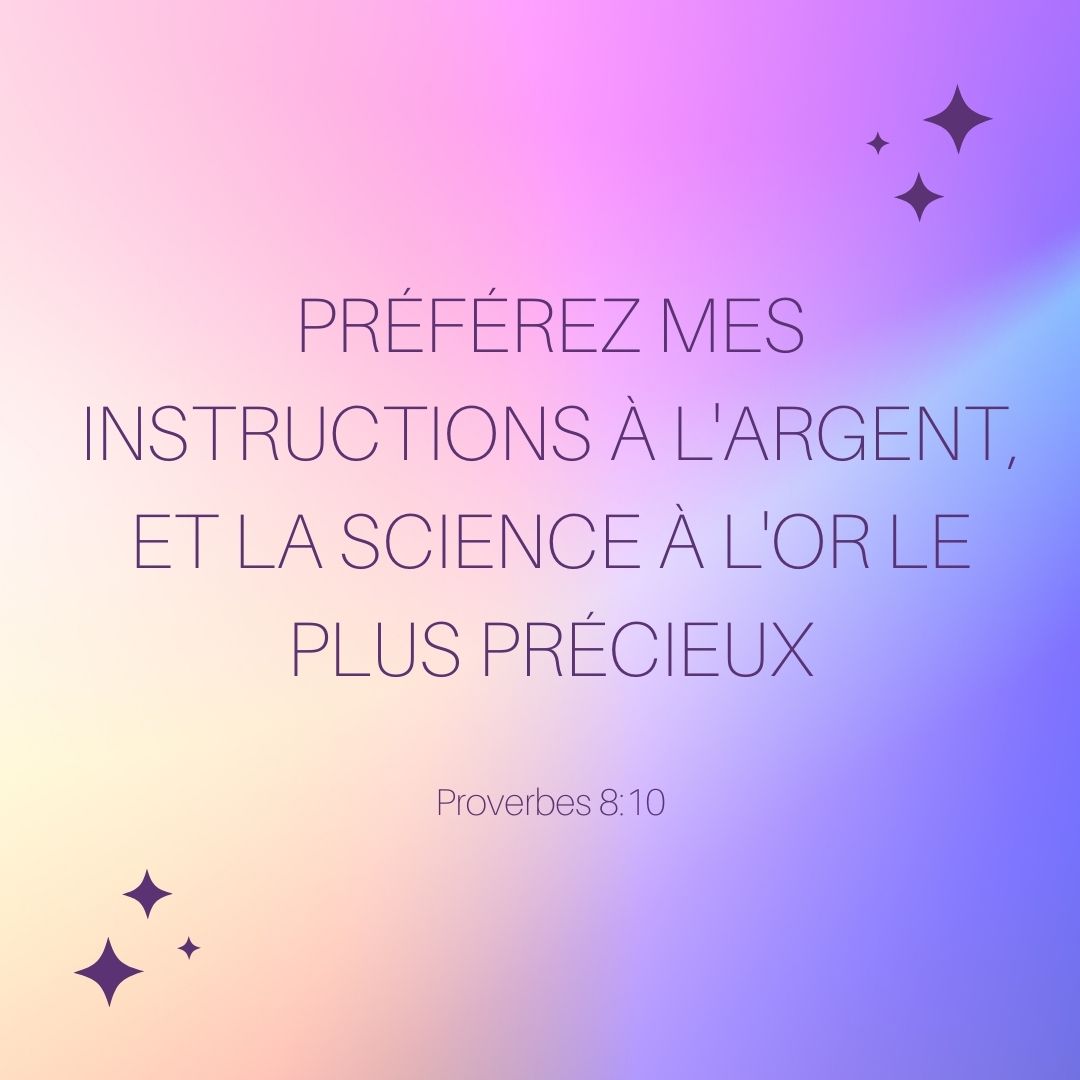 PRÉFÉREZ MES
INSTRUCTIONS À L'ARGENT,
ET LA SCIENCE À L'OR LE
PLUS PRÉCIEUX
Proverbes 8:10